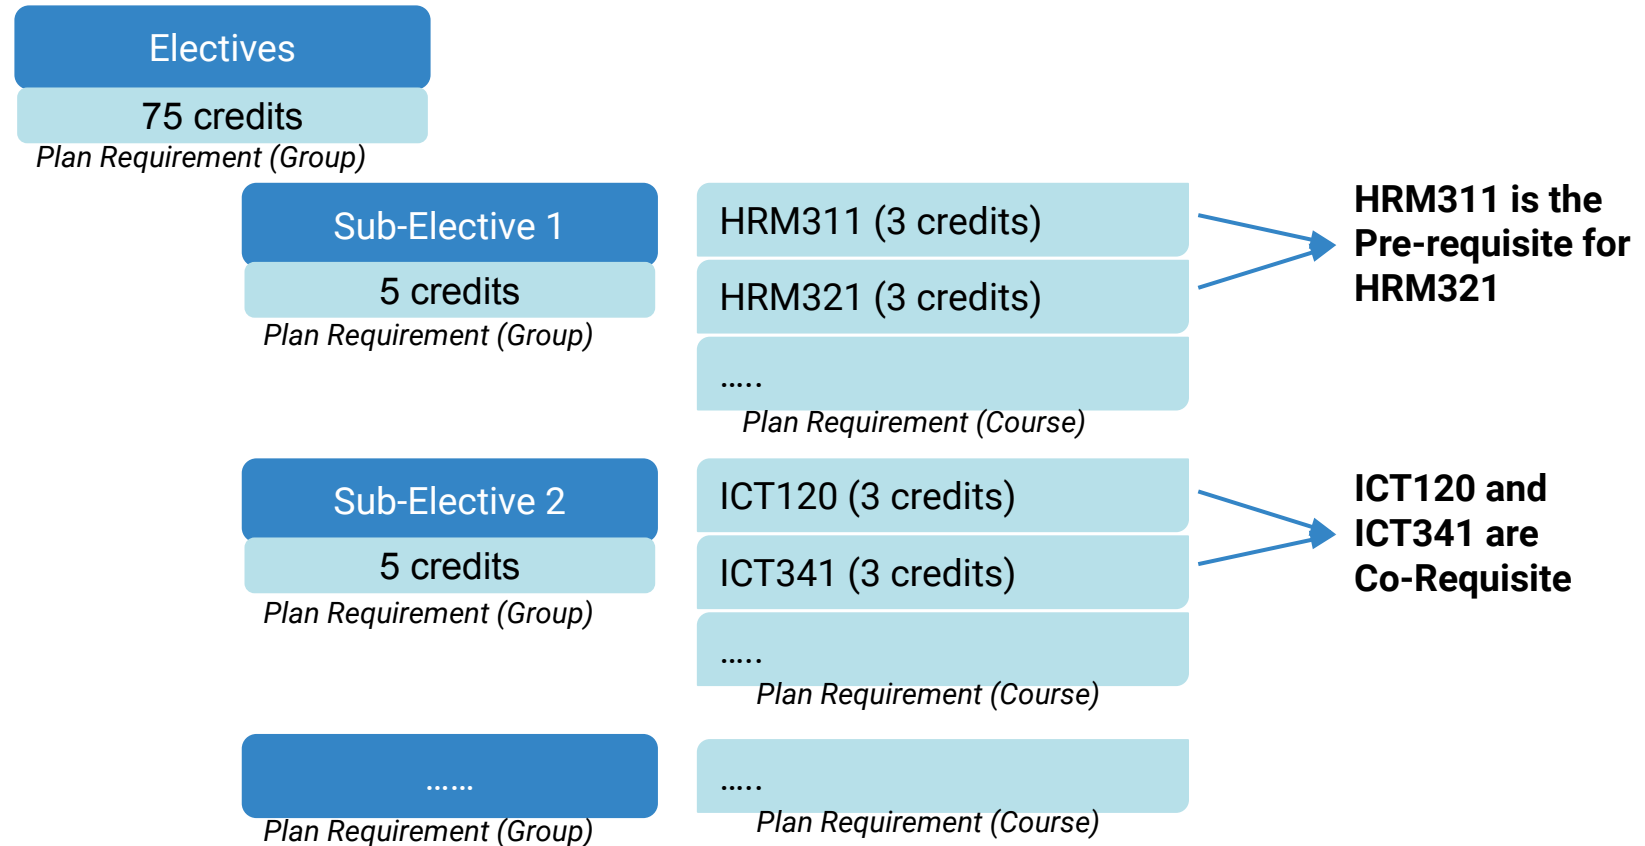 Electives
75 credits
Plan Requirement (Group)
Sub-Elective 1
5 credits
Plan Requirement (Group)
HRM311 (3 credits)
HRM321 (3 credits)
.....
Plan Requirement (Course)
HRM311 is the
Pre-requisite for
HRM321
Sub-Elective 2
5 credits
Plan Requirement (Group)
ICT120 (3 credits)
ICT341 (3 credits)
.....
Plan Requirement (Course)
ICT120 and
ICT341 are
Co-Requisite
......
Plan Requirement (Group)
.....
Plan Requirement (Course)